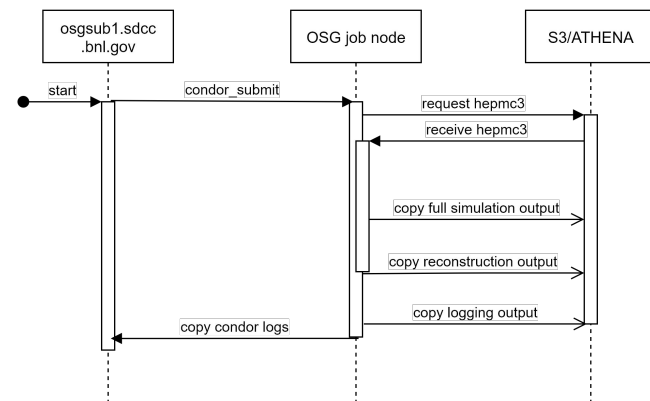 osgsub1.sdcc
.bnl.gov
OSG job node
S3/ATHENA
start
condor_submit
request hepmc3
receive hepmc3
copy full simulation output
copy reconstruction output
copy logging output
copy condor logs